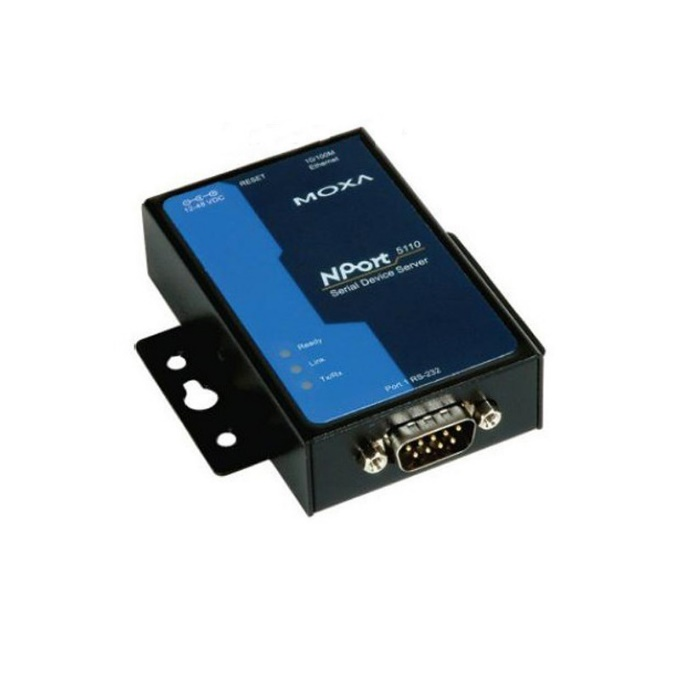 10/100M
Ethernet
RESET
12-48 VDC
MOXA
NPort 5110
Serial Device Server
Ready
Link
Tx/Rx
Port 1 RS-232